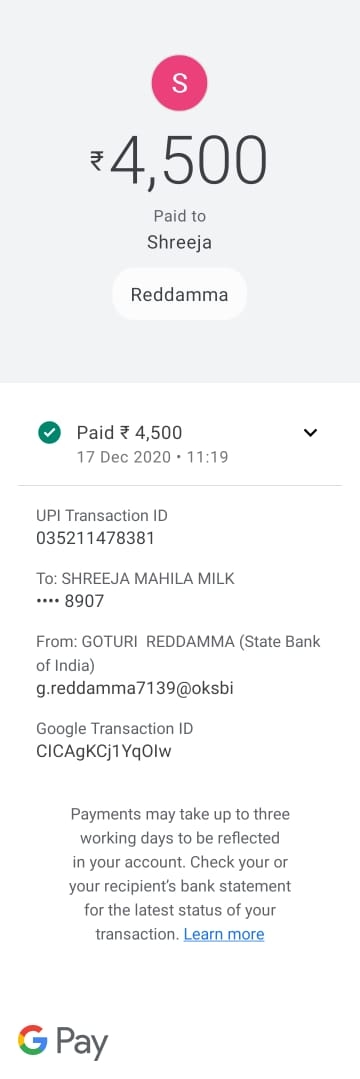 S
₹4,500
Paid to
Shreeja
Reddamma
Paid ₹ 4,500
17 Dec 2020 • 11:19
UPI Transaction ID
035211478381
To: SHREEJA MAHILA MILK
•••• 8907
From: GOTURI  REDDAMMA (State Bank
of India)
g.reddamma7139@oksbi
Google Transaction ID
CICAgKCj1YqOIw
Payments may take up to three
working days to be reflected
in your account. Check your or
your recipient's bank statement
for the latest status of your
transaction. Learn more
G Pay